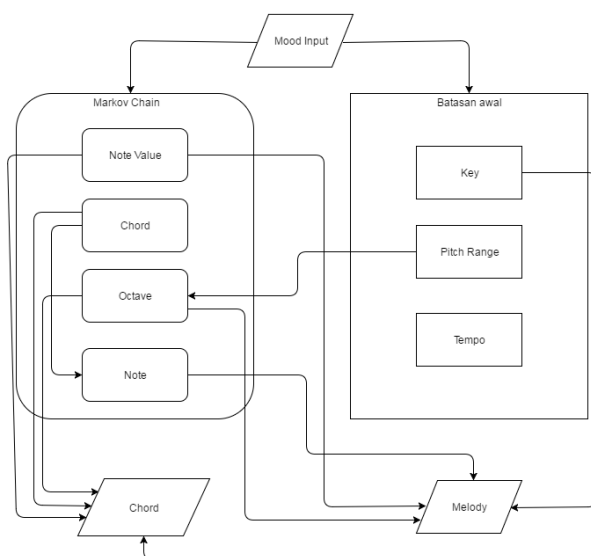 Mood Input
Markov Chain
Batasan awal
Note Value
Key
Chord
Pitch Range
Octave
Tempo
Note
Chord
Melody